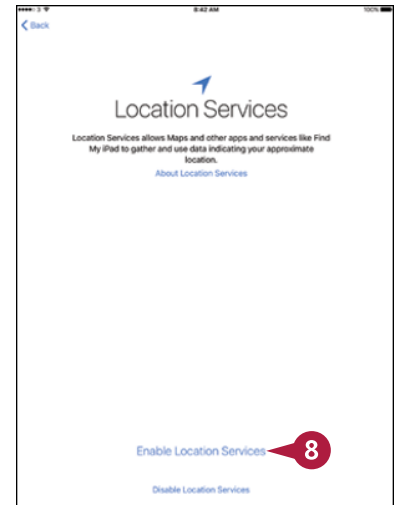 3 8:42 AM 100%
Back
Location Services
Location Services allows Maps and other apps and services like Find
My iPad to gather and use data indicating your approximate
location.
About Location Services
Enable Location Services 8
Disable Location Services